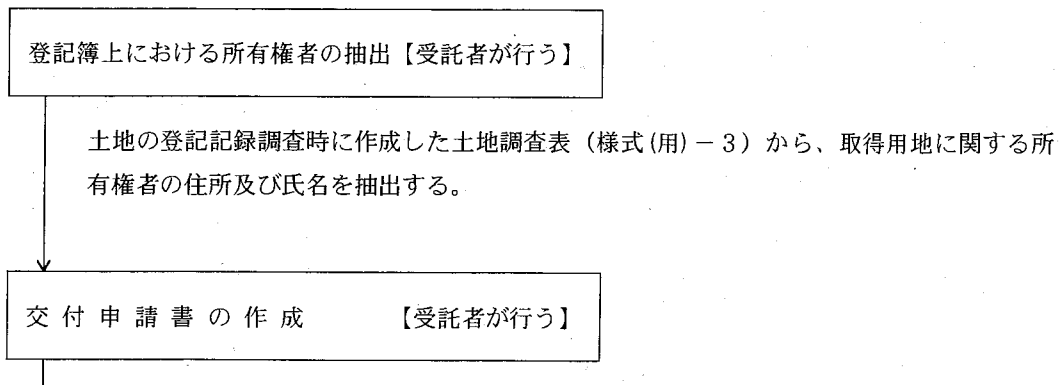 登記簿上における所有権者の抽出【受託者が行う】
土地の登記記録調査時に作成した土地調査表（様式(用)－3）から、取得用地に関する所
有権者の住所及び氏名を抽出する。
交付申請書の作成　　【受託者が行う】